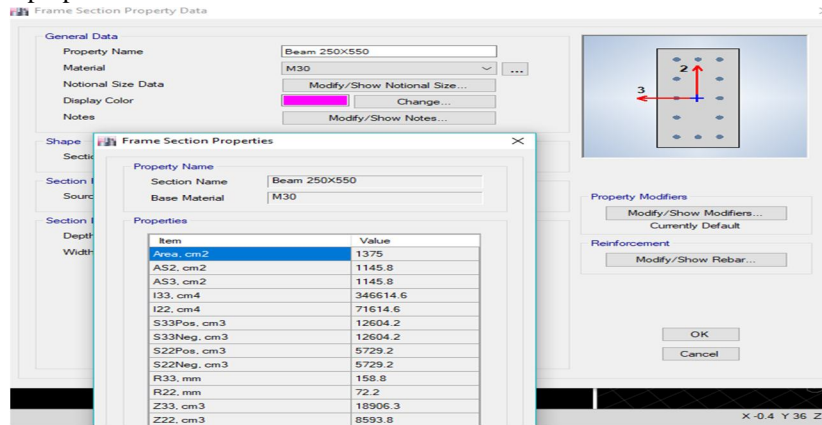 Frame Section Property Data
General Data
Property Name Beam 250X550
Material M30 ...
Notional Size Data Modify/Show Notional Size...
Display Color Change...
Notes Modify/Show Notes...
2
3
Shape
Frame Section Properties
Property Name
Section Name Beam 250X550
Base Material M30
Properties
Item Value
Area, cm2 1375
AS2, cm2 1145.8
AS3, cm2 1145.8
I33, cm4 346614.6
I22, cm4 71614.6
S33Pos, cm3 12604.2
S33Neg, cm3 12604.2
S22Pos, cm3 5729.2
S22Neg, cm3 5729.2
R33, mm 158.8
R22, mm 72.2
Z33, cm3 18906.3
Z22, cm3 8593.8
Property Modifiers
Modify/Show Modifiers...
Currently Default
Reinforcement
Modify/Show Rebar...
OK
Cancel
X -0.4 Y 36 Z